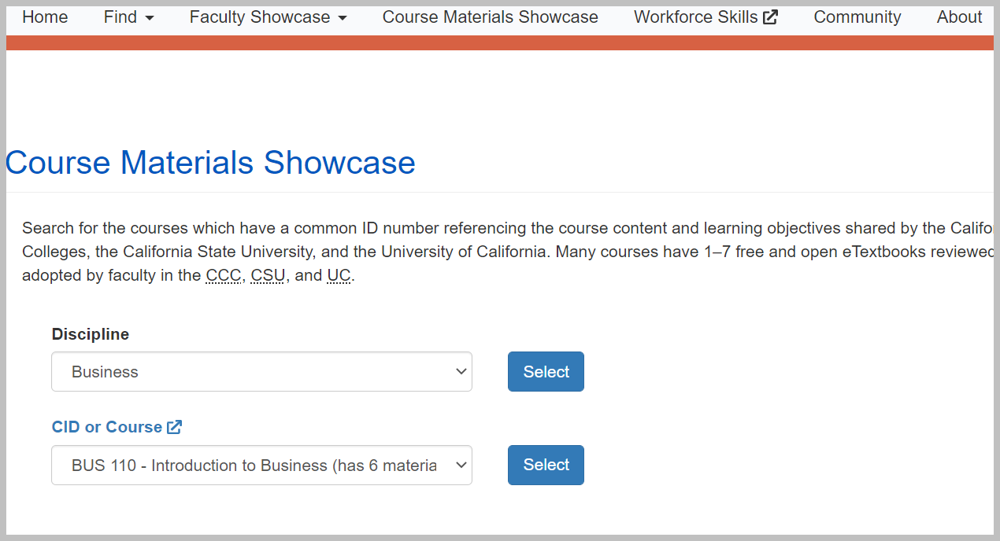 Home Find Faculty Showcase Course Materials Showcase Workforce Skills Community About
Course Materials Showcase
Search for the courses which have a common ID number referencing the course content and learning objectives shared by the Califo
Colleges, the California State University, and the University of California. Many courses have 1–7 free and open eTextbooks reviewed
adopted by faculty in the CCC, CSU, and UC.
Discipline
Business Select
CID or Course
BUS 110 - Introduction to Business (has 6 materia Select